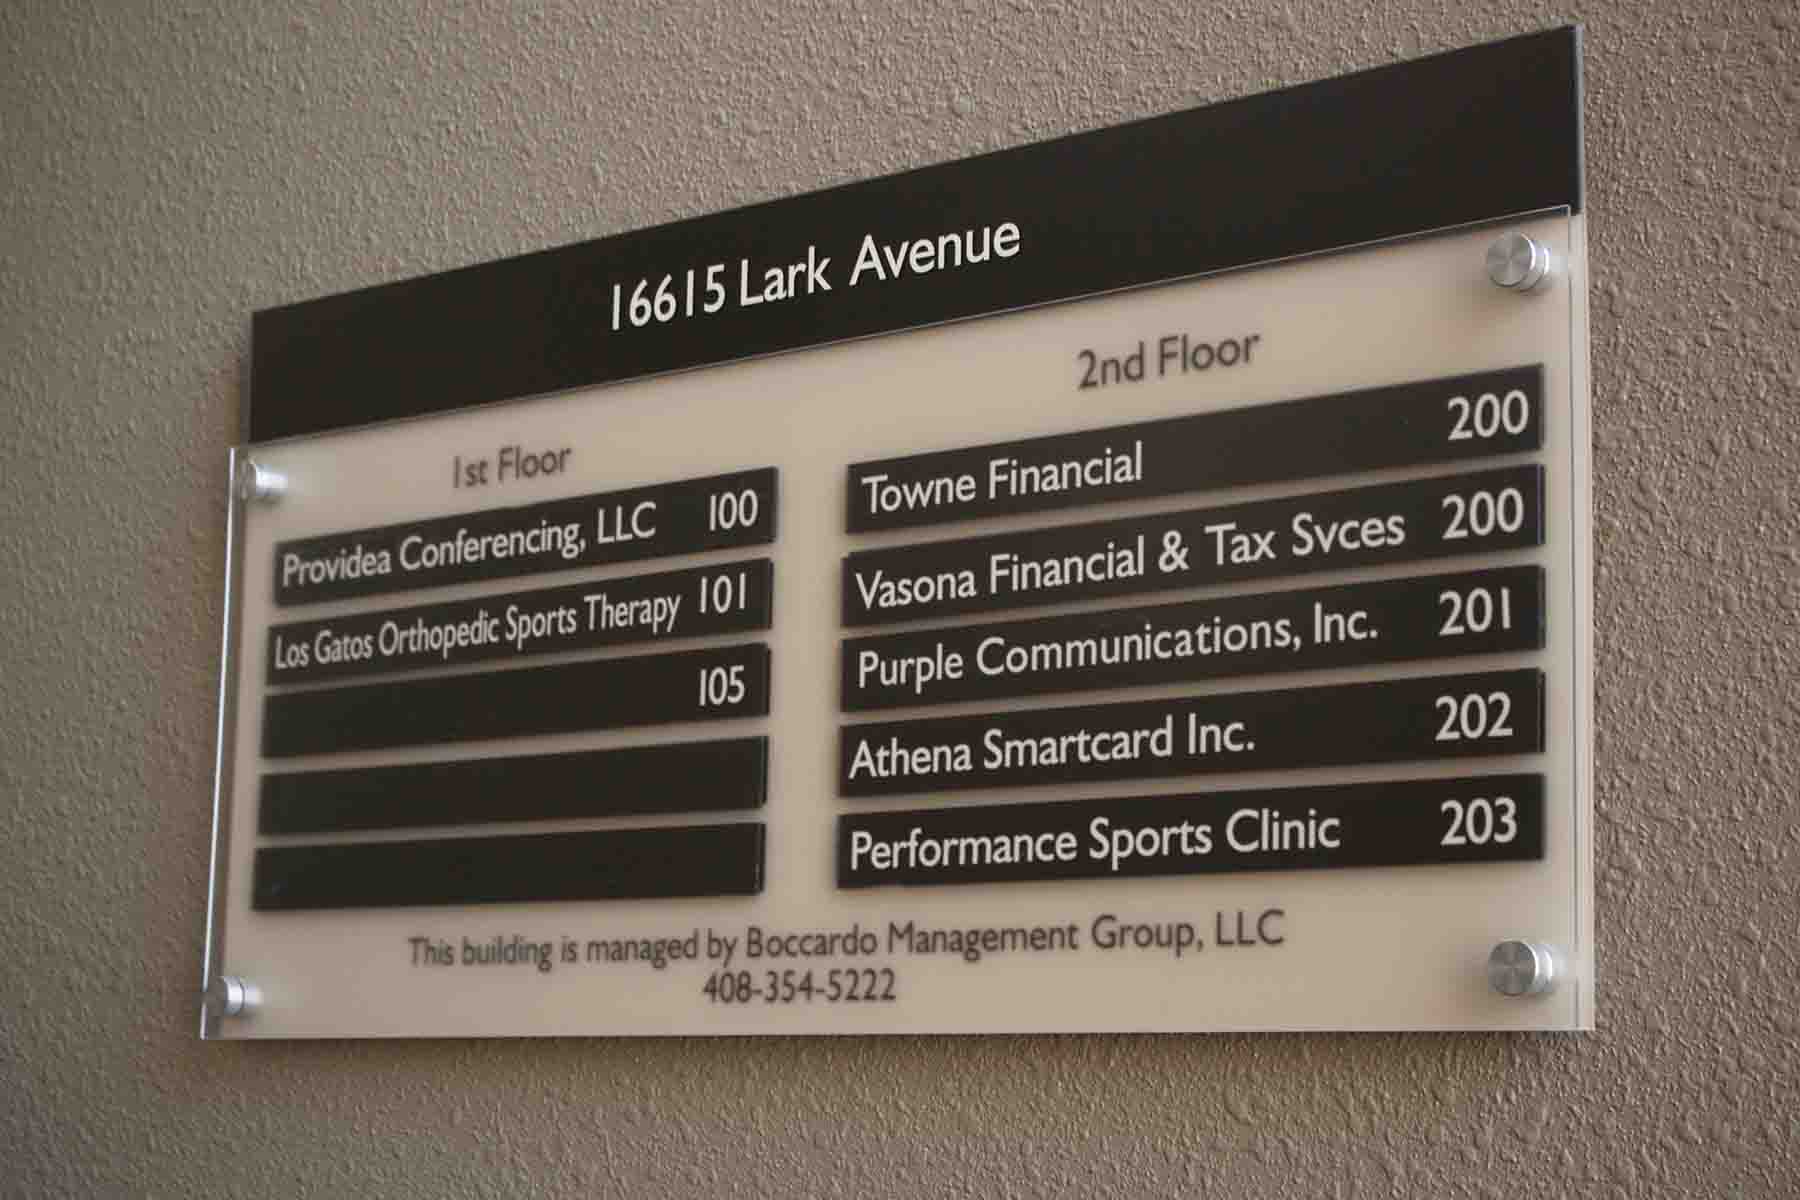 16615 Lark Avenue
1st Floor
Providea Conferencing, LLC 100
Los Gatos Orthopedic Sports Therapy 101
105
2nd Floor
Towne Financial 200
Vasona Financial & Tax Svces 200
Purple Communications, Inc. 201
Athena Smartcard Inc. 202
Performance Sports Clinic 203
This building is managed by Boccardo Management Group, LLC
408-354-5222